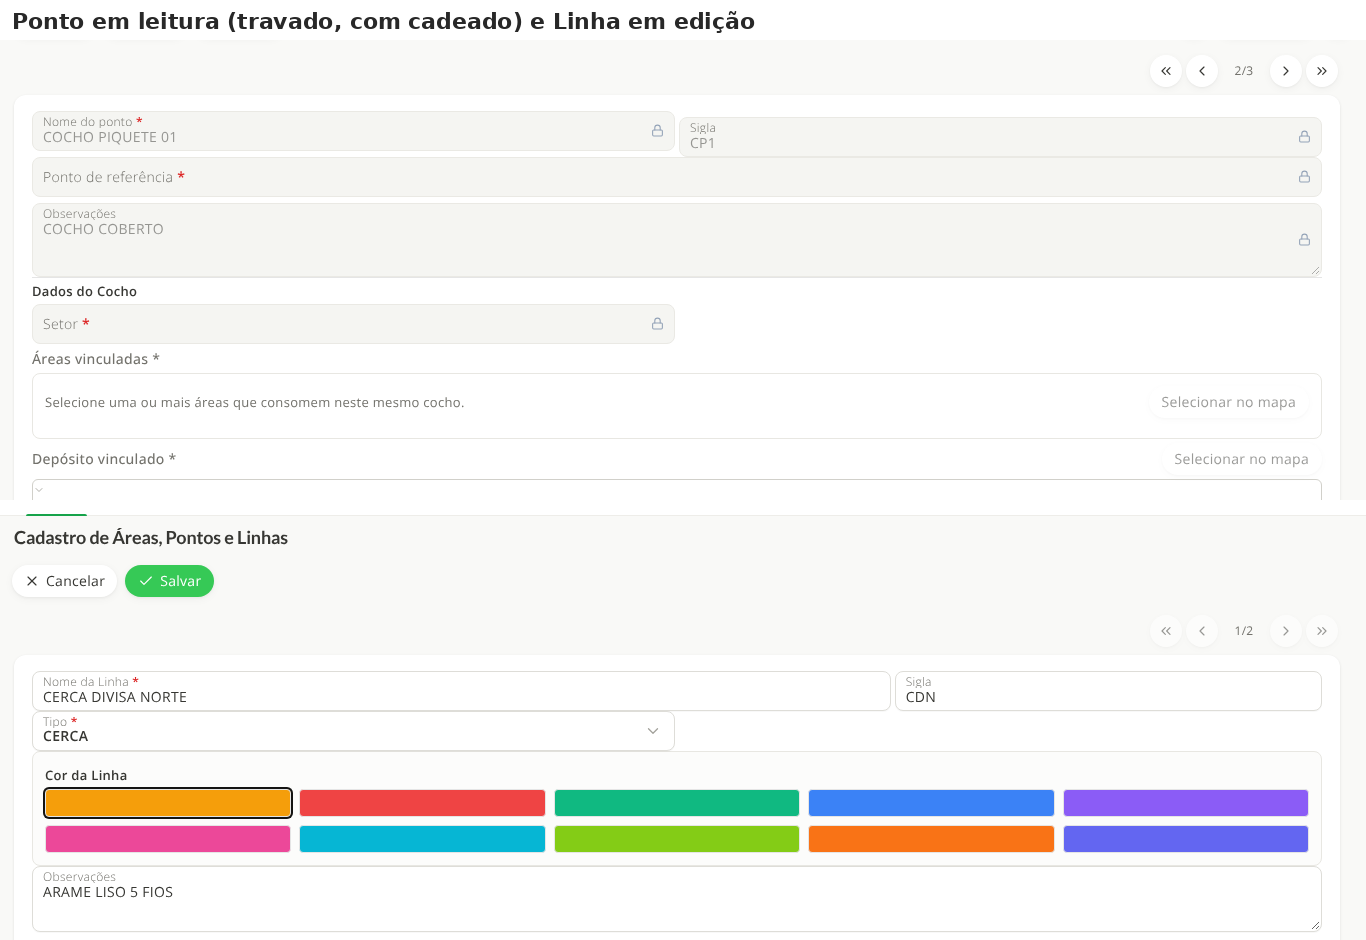 Ponto em leitura (travado, com cadeado) e Linha em edição
2/3
Nome do ponto *
COCHO PIQUETE 01
Sigla
CP1
Ponto de referência *
Observações
COCHO COBERTO
Dados do Cocho
Setor *
Áreas vinculadas *
Selecione uma ou mais áreas que consomem neste mesmo cocho.
Selecionar no mapa
Depósito vinculado *
Selecionar no mapa
Cadastro de Áreas, Pontos e Linhas
Cancelar
Salvar
1/2
Nome da Linha *
CERCA DIVISA NORTE
Sigla
CDN
Tipo *
CERCA
Cor da Linha
Observações
ARAME LISO 5 FIOS